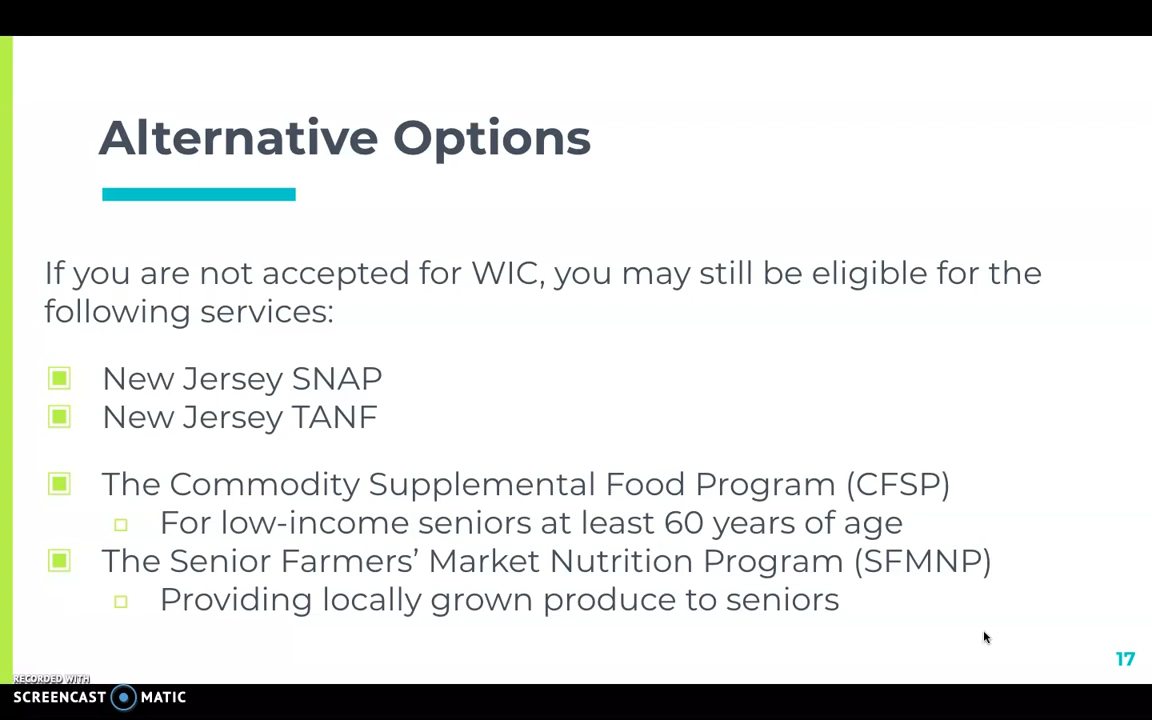 Alternative Options
If you are not accepted for WIC, you may still be eligible for the
following services:
New Jersey SNAP
New Jersey TANF
The Commodity Supplemental Food Program (CFSP)
For low-income seniors at least 60 years of age
The Senior Farmers’ Market Nutrition Program (SFMNP)
Providing locally grown produce to seniors
17
RECORDED WITH
SCREENCAST MATIC